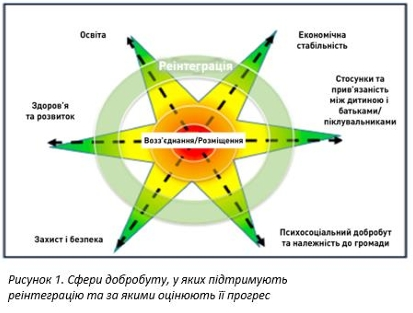 Освіта
Економічна
стабільність
Реінтеграція
Стосунки та
прив'язаність
між дитиною і
батьками/
піклувальниками
Здоров'я
та розвиток
Возз'єднання/Розміщення
Захист і безпека
Психосоціальний добробут
та належність до громади
Рисунок 1. Сфери добробуту, у яких підтримують
реінтеграцію та за якими оцінюють її прогрес